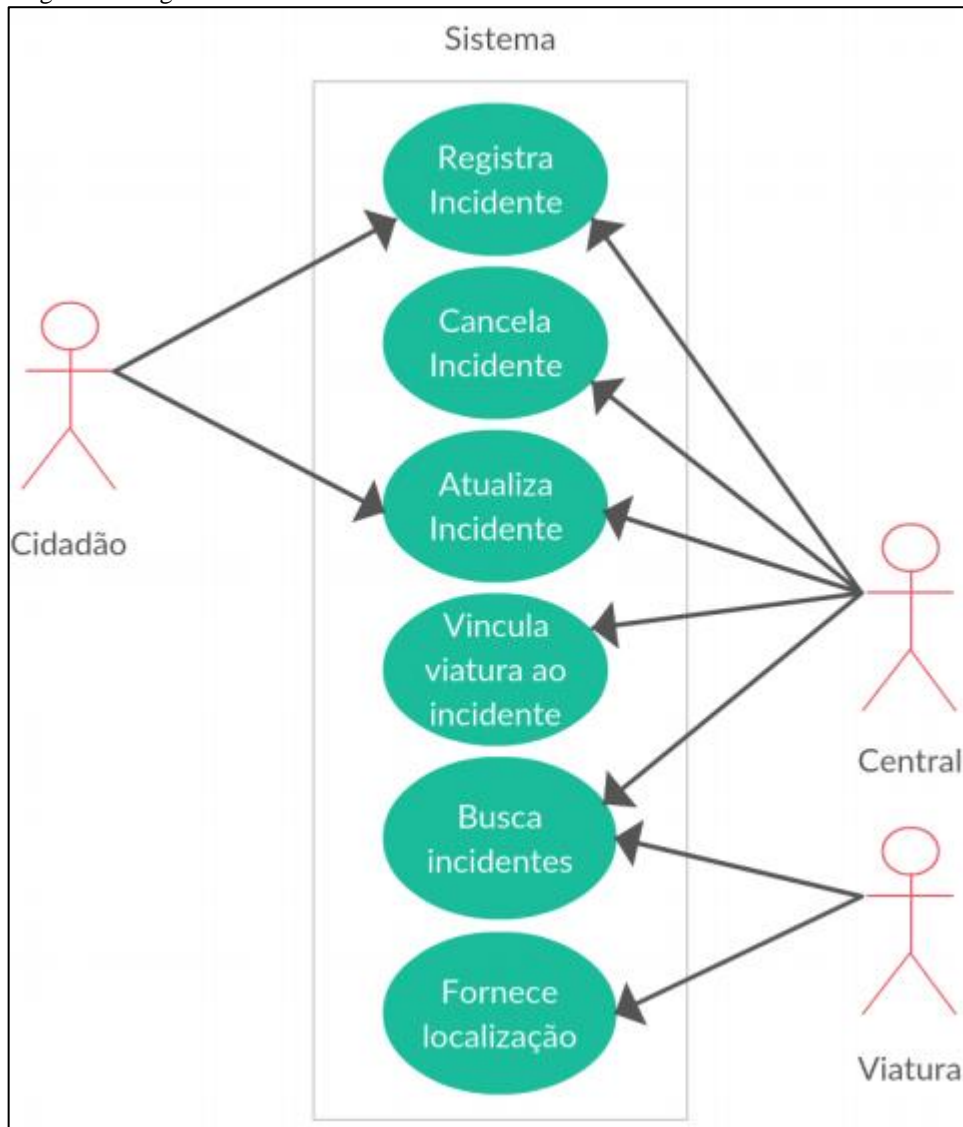 Sistema
Registra
Incidente
Cancela
Incidente
Atualiza
Incidente
Cidadão
Vincula
viatura ao
incidente
Central
Busca
incidentes
Fornece
localização
Viatura